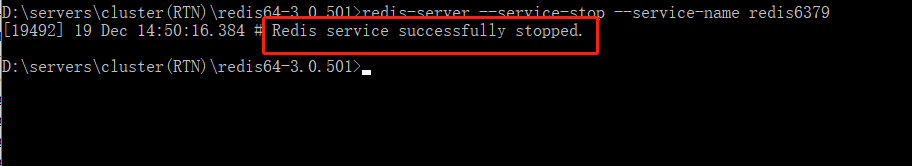 D:\servers\cluster(RTN)\redis64-3.0.501>redis-server --service-stop --service-name redis6379
[19492] 19 Dec 14:50:16.384 # Redis service successfully stopped.
D:\servers\cluster(RTN)\redis64-3.0.501>